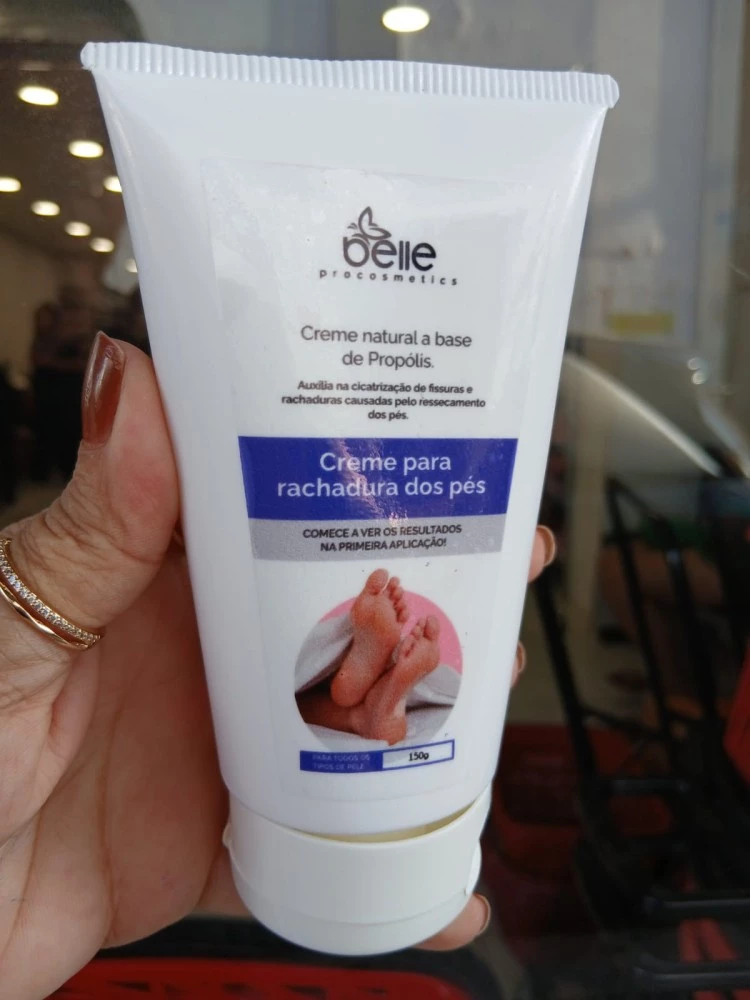 belle
procosmetics
Creme natural a base
de Propólis.
Auxilia na cicatrização de fissuras e
rachaduras causadas pelo ressecamento
dos pés.
Creme para
rachadura dos pés
COMECE A VER OS RESULTADOS
NA PRIMEIRA APLICAÇÃO!
PARA TODOS OS
TIPOS DE PELE
150g